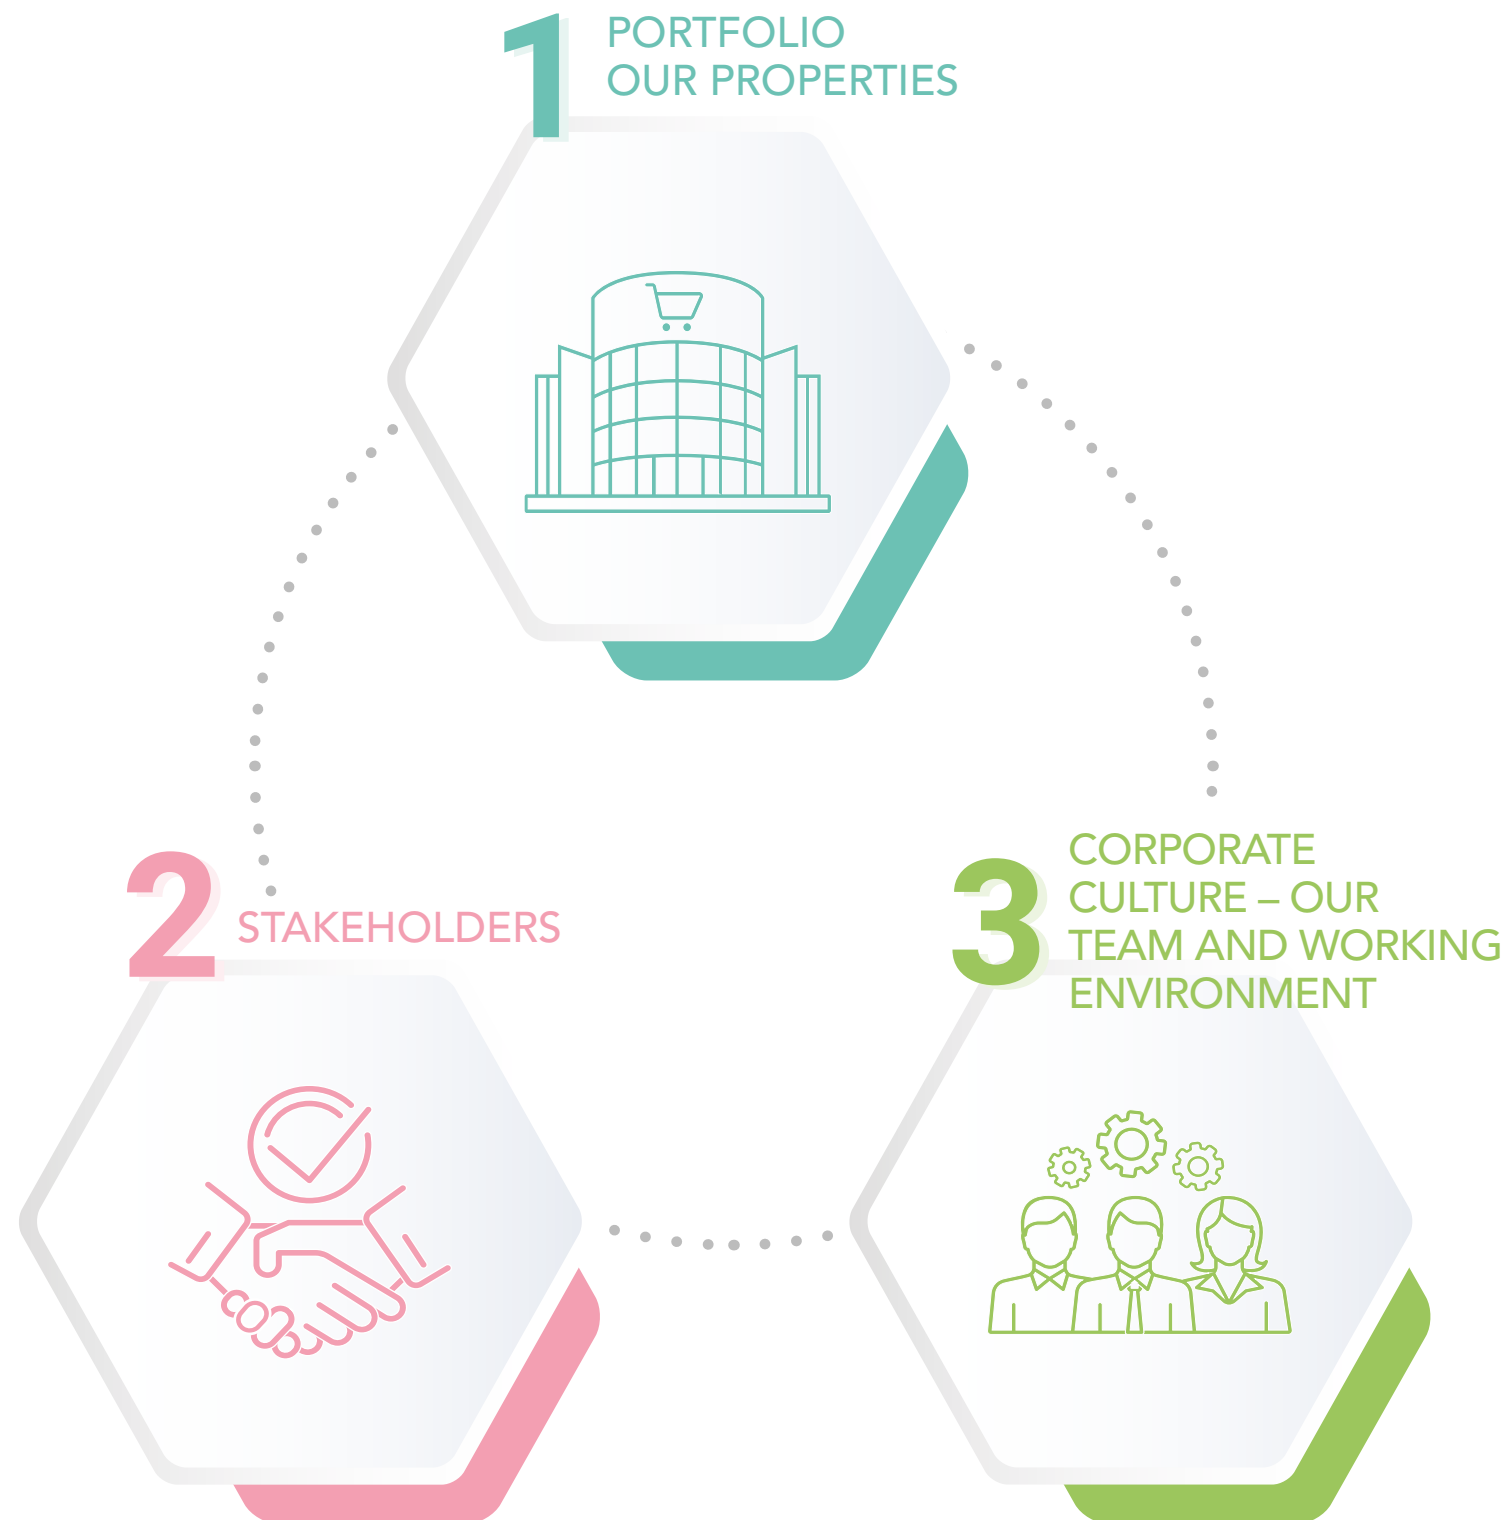 1
PORTFOLIO
OUR PROPERTIES
2
STAKEHOLDERS
3
CORPORATE
CULTURE – OUR
TEAM AND WORKING
ENVIRONMENT